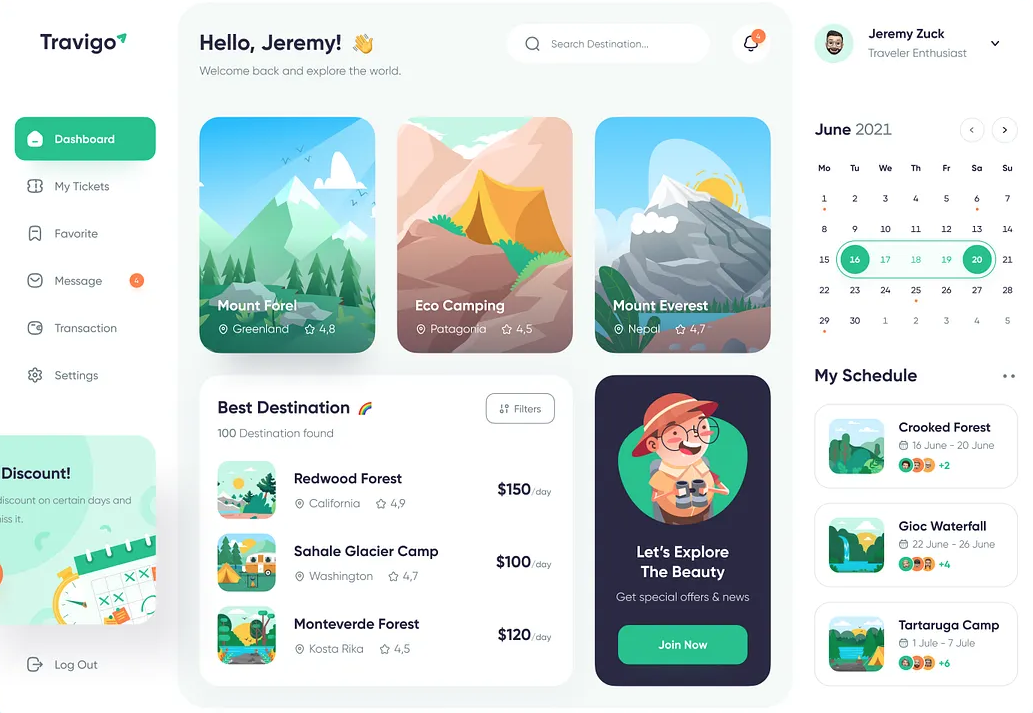 Travigo
Dashboard
My Tickets
Favorite
Message 4
Transaction
Settings
Discount!
discount on certain days and
iss it.
Log Out
Hello, Jeremy! 👋
Welcome back and explore the world.
Search Destination...
4
Mount Forel
Greenland 4,8
Eco Camping
Patagonia 4,5
Mount Everest
Nepal 4,7
Best Destination 🌈
100 Destination found
Filters
Redwood Forest
California 4,9
$150/day
Sahale Glacier Camp
Washington 4,7
$100/day
Monteverde Forest
Kosta Rika 4,5
$120/day
Let's Explore
The Beauty
Get special offers & news
Join Now
Jeremy Zuck
Traveler Enthusiast
June 2021
Mo Tu We Th Fr Sa Su
1 2 3 4 5 6 7
8 9 10 11 12 13 14
15 16 17 18 19 20 21
22 23 24 25 26 27 28
29 30 1 2 3 4 5
My Schedule
Crooked Forest
16 June - 20 June
+2
Gioc Waterfall
22 June - 26 June
+4
Tartaruga Camp
1 Jule - 7 Jule
+6